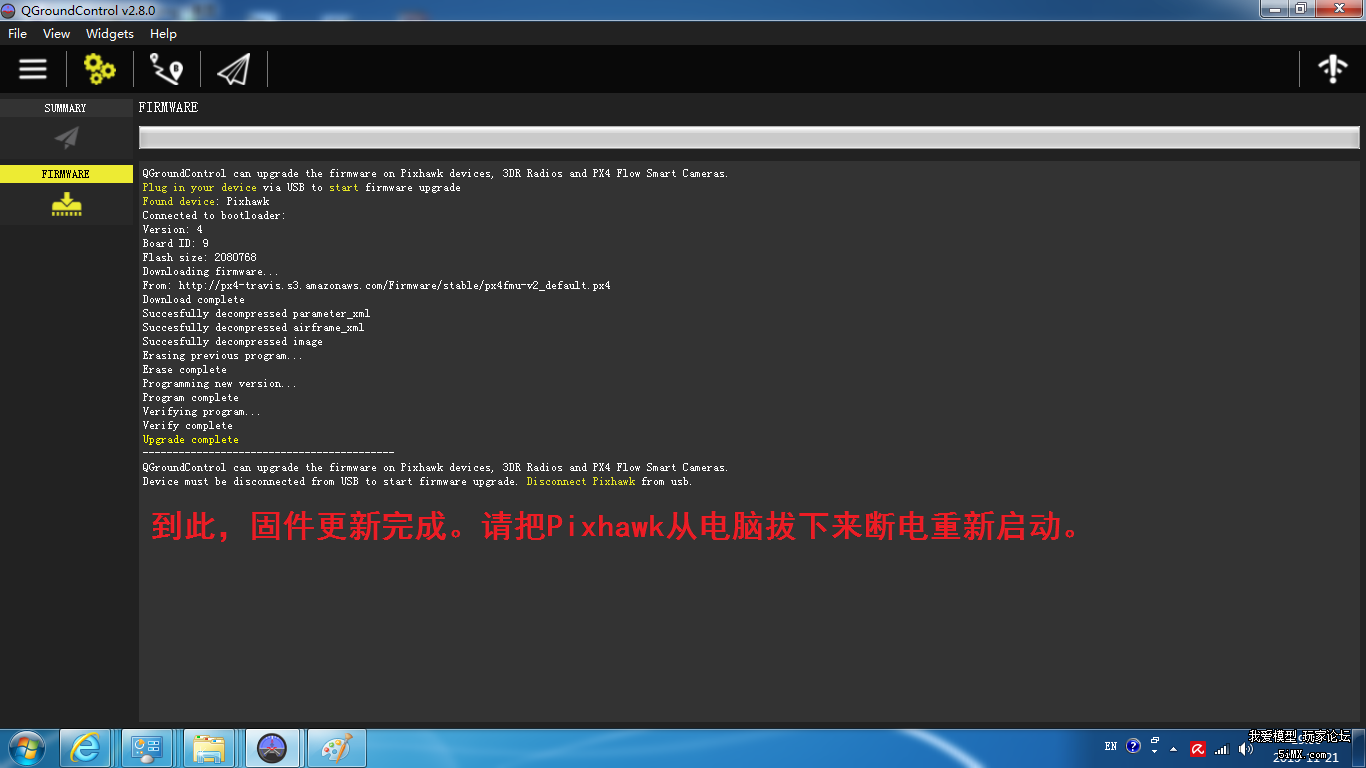 QGroundControl v2.8.0
File View Widgets Help
SUMMARY
FIRMWARE
FIRMWARE
QGroundControl can upgrade the firmware on Pixhawk devices, 3DR Radios and PX4 Flow Smart Cameras.
Plug in your device via USB to start firmware upgrade
Found device: Pixhawk
Connected to bootloader:
Version: 4
Board ID: 9
Flash size: 2080768
Downloading firmware...
From: http://px4-travis.s3.amazonaws.com/Firmware/stable/px4fmu-v2_default.px4
Download complete
Succesfully decompressed parameter_xml
Succesfully decompressed airframe_xml
Succesfully decompressed image
Erasing previous program...
Erase complete
Programming new version...
Program complete
Verifying program...
Verify complete
Upgrade complete
------------------------------------------
QGroundControl can upgrade the firmware on Pixhawk devices, 3DR Radios and PX4 Flow Smart Cameras.
Device must be disconnected from USB to start firmware upgrade. Disconnect Pixhawk from usb.
到此，固件更新完成。请把Pixhawk从电脑拔下来断电重新启动。
EN
我爱模型 玩家论坛
5iMX.com